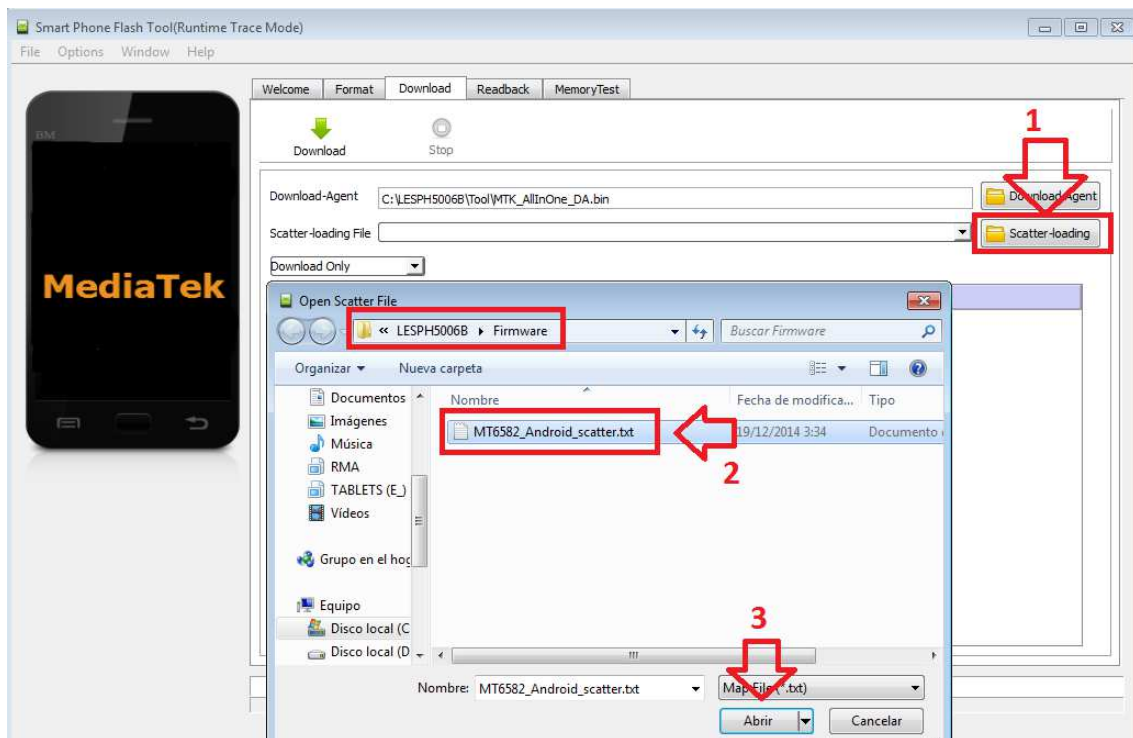 Smart Phone Flash Tool(Runtime Trace Mode)
File Options Window Help
Welcome Format Download Readback MemoryTest
BM
1
Download Stop
Download-Agent C:\LESPH5006B\Tool\MTK_AllInOne_DA.bin Download-Agent
Scatter-loading File Scatter-loading
Download Only
MediaTek
Open Scatter File
« LESPH5006B Firmware Buscar Firmware
Organizar Nueva carpeta
Documentos Nombre Fecha de modifica... Tipo
Imágenes MT6582_Android_scatter.txt 19/12/2014 3:34 Documento
Música
2
RMA
TABLETS (E_)
Vídeos
Grupo en el hog
Equipo
Disco local (C
3
Disco local (D
Nombre: MT6582_Android_scatter.txt Map File (*.txt)
Abrir Cancelar